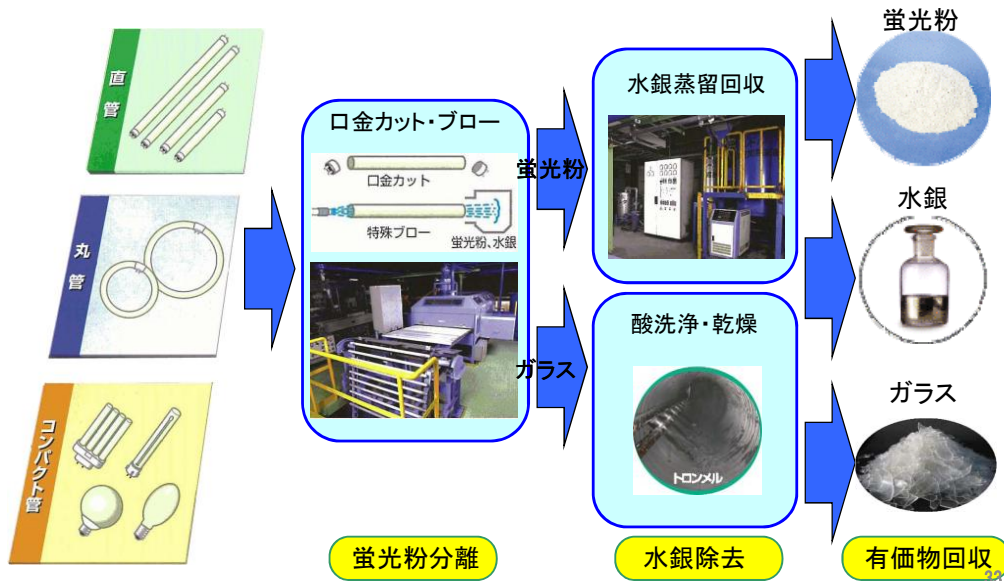 直管
丸管
コンパクト管
口金カット・ブロー
口金カット
特殊ブロー
蛍光粉、水銀
蛍光粉
ガラス
水銀蒸留回収
酸洗浄・乾燥
トロンメル
蛍光粉
水銀
ガラス
蛍光粉分離
水銀除去
有価物回収